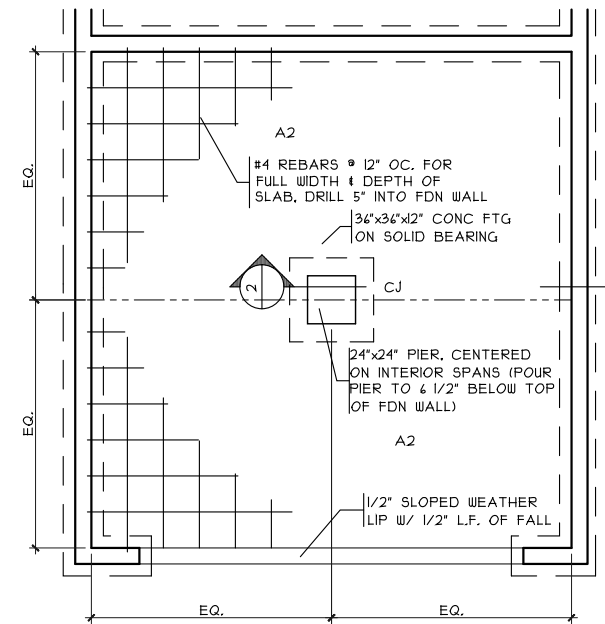 A2
#4 REBARS @ 12" OC. FOR
FULL WIDTH & DEPTH OF
SLAB, DRILL 5" INTO FDN WALL
EQ.
36"x36"x12" CONC FTG
ON SOLID BEARING
2
CJ
24"x24" PIER, CENTERED
ON INTERIOR SPANS (POUR
PIER TO 6 1/2" BELOW TOP
OF FDN WALL)
EQ.
A2
1/2" SLOPED WEATHER
LIP W/ 1/2" L.F. OF FALL
EQ.
EQ.